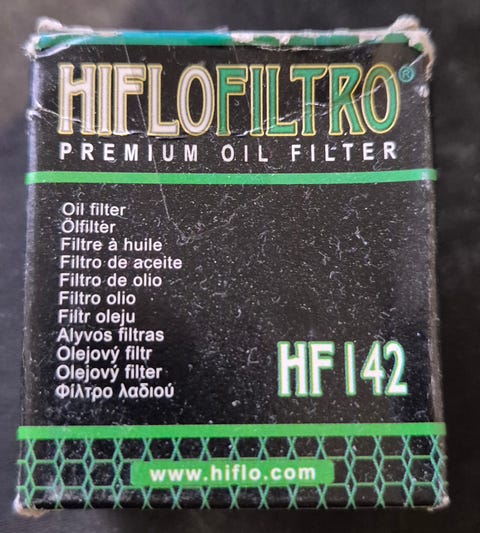 HIFLOFILTRO®
PREMIUM OIL FILTER
Oil filter
Ölfilter
Filtre à huile
Filtro de aceite
Filtro de olio
Filtro olio
Filtr oleju
Alyvos filtras
Olejový filtr
Olejový filter
Φίλτρο λαδιού
HF142
www.hiflo.com